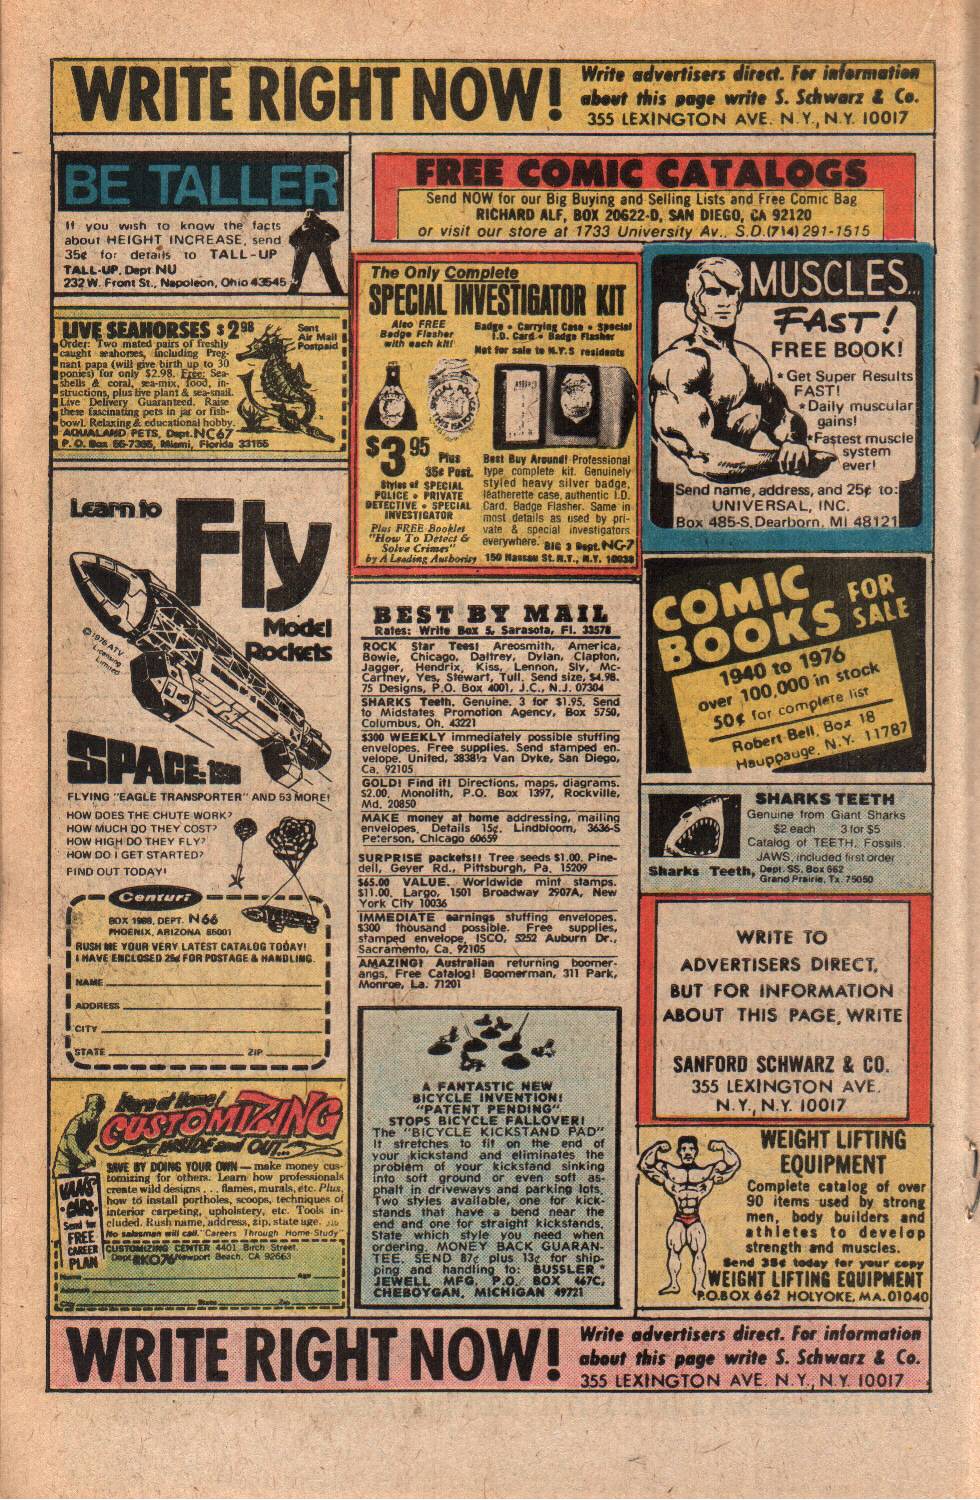 WRITE RIGHT NOW!
Write advertisers direct. For information
about this page write S. Schwarz & Co.
355 LEXINGTON AVE. N.Y., N.Y. 10017
BE TALLER
If you wish to know the facts
about HEIGHT INCREASE, send
35¢ for details to TALL-UP
TALL-UP, Dept NU
232 W. Front St., Napoleon, Ohio 43545
FREE COMIC CATALOGS
Send NOW for our Big Buying and Selling Lists and Free Comic Bag
RICHARD ALF, BOX 20622-D, SAN DIEGO, CA 92120
or visit our store at 1733 University Av., S.D. (714) 291-1515
LIVE SEAHORSES $2.98
Sent
Air Mail
Postpaid
Order: Two mated pairs of freshly
caught seahorses, including Preg-
nant papa (will give birth up to 30
ponies) for only $2.98. Free: Sea-
shells & coral, sea-mix, food, in-
structions, plus live plant & sea-snail.
Live Delivery Guaranteed. Raise
these fascinating pets in jar or fish-
bowl. Relaxing & educational hobby.
AQUALAND PETS, Dept. NC67
P. O. Box 55-7395, Miami, Florida 33155
The Only Complete
SPECIAL INVESTIGATOR KIT
Also FREE
Badge Flasher
with each kit!
Badge • Carrying Case • Special
I.D. Card • Badge Flasher
Not for sale to N.Y.S residents
$3.95 Plus
35¢ Post.
Styles of SPECIAL
POLICE • PRIVATE
DETECTIVE • SPECIAL
INVESTIGATOR
Plus FREE Booklet
"How To Detect &
Solve Crimes"
by A Leading Authority
Best Buy Around! Professional
type complete kit. Genuinely
styled heavy silver badge,
leatherette case, authentic I.D.
Card. Badge Flasher. Same in
most details as used by pri-
vate & special investigators
everywhere. BIG 3 Dept. NC-7
150 Nassau St. N.Y., N.Y. 10038
MUSCLES...
FAST!
FREE BOOK!
*Get Super Results
FAST!
*Daily muscular
gains!
*Fastest muscle
system
ever!
Send name, address, and 25¢ to:
UNIVERSAL, INC.
Box 485-S, Dearborn, MI 48121
Learn to
Fly
Model
Rockets
©1976 ATV
Licensing
Limited
SPACE: 1999
FLYING "EAGLE TRANSPORTER" AND 53 MORE!
HOW DOES THE CHUTE WORK?
HOW MUCH DO THEY COST?
HOW HIGH DO THEY FLY?
HOW DO I GET STARTED?
FIND OUT TODAY!
Centuri
BOX 1988, DEPT. N66
PHOENIX, ARIZONA 85001
RUSH ME YOUR VERY LATEST CATALOG TODAY!
I HAVE ENCLOSED 25¢ FOR POSTAGE & HANDLING.
NAME
ADDRESS
CITY
STATE ZIP
BEST BY MAIL
Rates: Write Box 5, Sarasota, Fl. 33578
ROCK Star Tees! Areosmith, America,
Bowie, Chicago, Daltrey, Dylan, Clapton,
Jagger, Hendrix, Kiss, Lennon, Sly, Mc-
Cartney, Yes, Stewart, Tull. Send size, $4.98.
75 Designs, P.O. Box 4001, J.C., N.J. 07304
SHARKS Teeth, Genuine. 3 for $1.95, Send
to Midstates Promotion Agency, Box 5750,
Columbus, Oh. 43221
$300 WEEKLY immediately possible stuffing
envelopes. Free supplies. Send stamped en-
velope. United, 3838½ Van Dyke, San Diego,
Ca. 92105
GOLD! Find it! Directions, maps, diagrams.
$2.00. Monolith, P.O. Box 1397, Rockville,
Md. 20850
MAKE money at home addressing, mailing
envelopes. Details 15¢. Lindbloom, 3636-S
Peterson, Chicago 60659
SURPRISE packets!! Tree seeds $1.00. Pine-
dell, Geyer Rd., Pittsburgh, Pa. 15209
$65.00 VALUE. Worldwide mint stamps.
$11.00. Largo, 1501 Broadway 2907A, New
York City 10036
IMMEDIATE earnings stuffing envelopes.
$300 thousand possible. Free supplies,
stamped envelope, ISCO, 5252 Auburn Dr.,
Sacramento, Ca. 92105
AMAZING! Australian returning boomer-
angs, Free Catalog! Boomerman, 311 Park,
Monroe, La. 71201
COMIC
BOOKS FOR
SALE
1940 to 1976
over 100,000 in stock
50¢ for complete list
Robert Bell, Box 18
Hauppauge, N.Y. 11787
SHARKS TEETH
Genuine from Giant Sharks
$2 each 3 for $5
Catalog of TEETH, Fossils,
JAWS, included first order
Sharks Teeth, Dept. SS, Box 662
Grand Prairie, Tx. 75050
WRITE TO
ADVERTISERS DIRECT,
BUT FOR INFORMATION
ABOUT THIS PAGE, WRITE
SANFORD SCHWARZ & CO.
355 LEXINGTON AVE.
N.Y., N.Y. 10017
Here at Home!
CUSTOMIZING
INSIDE and OUT...
VANS
• CARS •
Send for
FREE
CAREER
PLAN
SAVE BY DOING YOUR OWN — make money cus-
tomizing for others. Learn how professionals
create wild designs . . . flames, murals, etc. Plus,
how to install portholes, scoops, techniques of
interior carpeting, upholstery, etc. Tools in-
cluded. Rush name, address, zip, state age.
No salesman will call. "Careers Through Home-Study"
CUSTOMIZING CENTER 4401 Birch Street
Dept. BKO76 Newport Beach, CA 92663
Name Age
Address
City State Zip
A FANTASTIC NEW
BICYCLE INVENTION!
"PATENT PENDING"
STOPS BICYCLE FALLOVER!
The "BICYCLE KICKSTAND PAD"
It stretches to fit on the end of
your kickstand and eliminates the
problem of your kickstand sinking
into soft ground or even soft as-
phalt in driveways and parking lots.
Two styles available, one for kick-
stands that have a bend near the
end and one for straight kickstands.
State which style you need when
ordering. MONEY BACK GUARAN-
TEE. SEND 87¢ plus 13¢ for ship-
ping and handling to: BUSSLER
JEWELL MFG, P.O. BOX 467C,
CHEBOYGAN, MICHIGAN 49721
WEIGHT LIFTING
EQUIPMENT
Complete catalog of over
90 items used by strong
men, body builders and
athletes to develop
strength and muscles.
Send 35¢ today for your copy
WEIGHT LIFTING EQUIPMENT
P.O. BOX 662 HOLYOKE, MA. 01040
WRITE RIGHT NOW!
Write advertisers direct. For information
about this page write S. Schwarz & Co.
355 LEXINGTON AVE. N.Y., N.Y. 10017